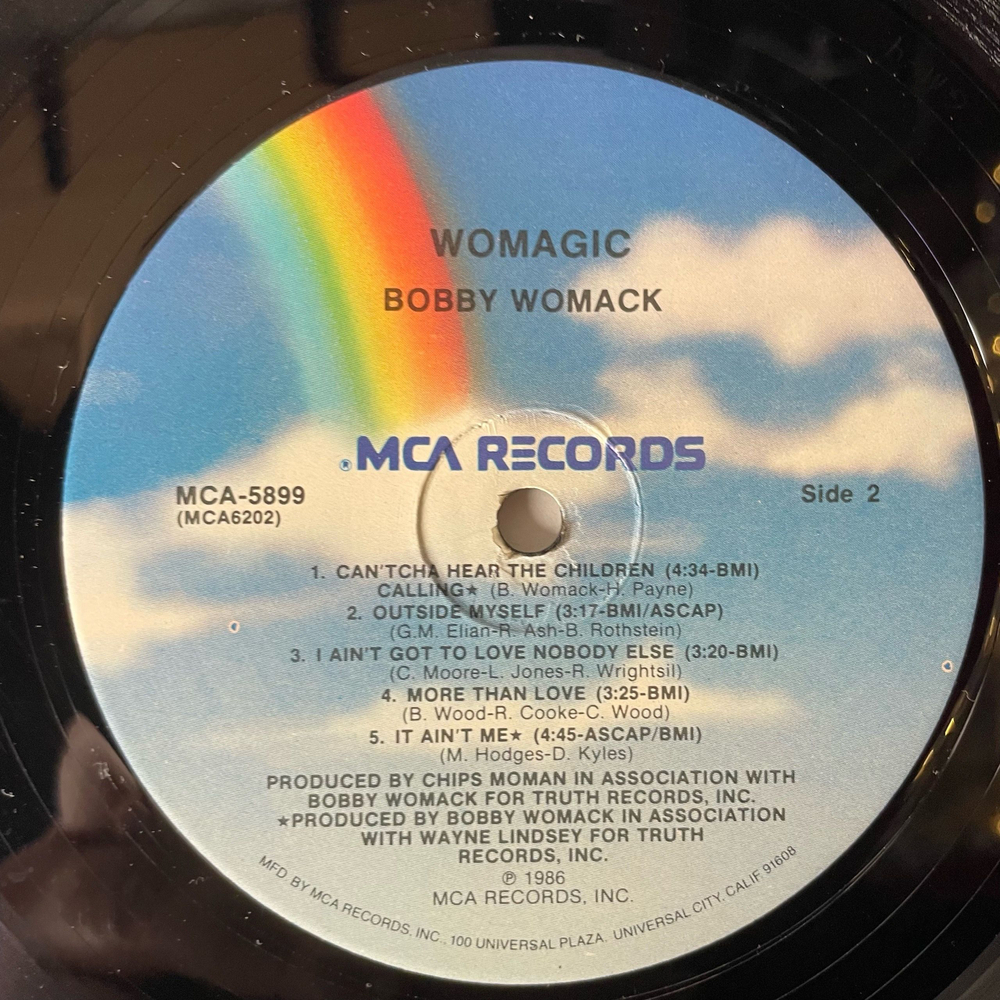 WOMAGIC
BOBBY WOMACK
® MCA RECORDS
MCA-5899
(MCA6202)
Side 2
1. CAN'TCHA HEAR THE CHILDREN (4:34-BMI)
CALLING★ (B. Womack-H. Payne)
2. OUTSIDE MYSELF (3:17-BMI/ASCAP)
(G.M. Elian-R. Ash-B. Rothstein)
3. I AIN'T GOT TO LOVE NOBODY ELSE (3:20-BMI)
(C. Moore-L. Jones-R. Wrightsil)
4. MORE THAN LOVE (3:25-BMI)
(B. Wood-R. Cooke-C. Wood)
5. IT AIN'T ME★ (4:45-ASCAP/BMI)
(M. Hodges-D. Kyles)
PRODUCED BY CHIPS MOMAN IN ASSOCIATION WITH
BOBBY WOMACK FOR TRUTH RECORDS, INC.
★PRODUCED BY BOBBY WOMACK IN ASSOCIATION
WITH WAYNE LINDSEY FOR TRUTH
RECORDS, INC.
℗ 1986
MCA RECORDS, INC.
MFD. BY MCA RECORDS, INC., 100 UNIVERSAL PLAZA, UNIVERSAL CITY, CALIF. 91608